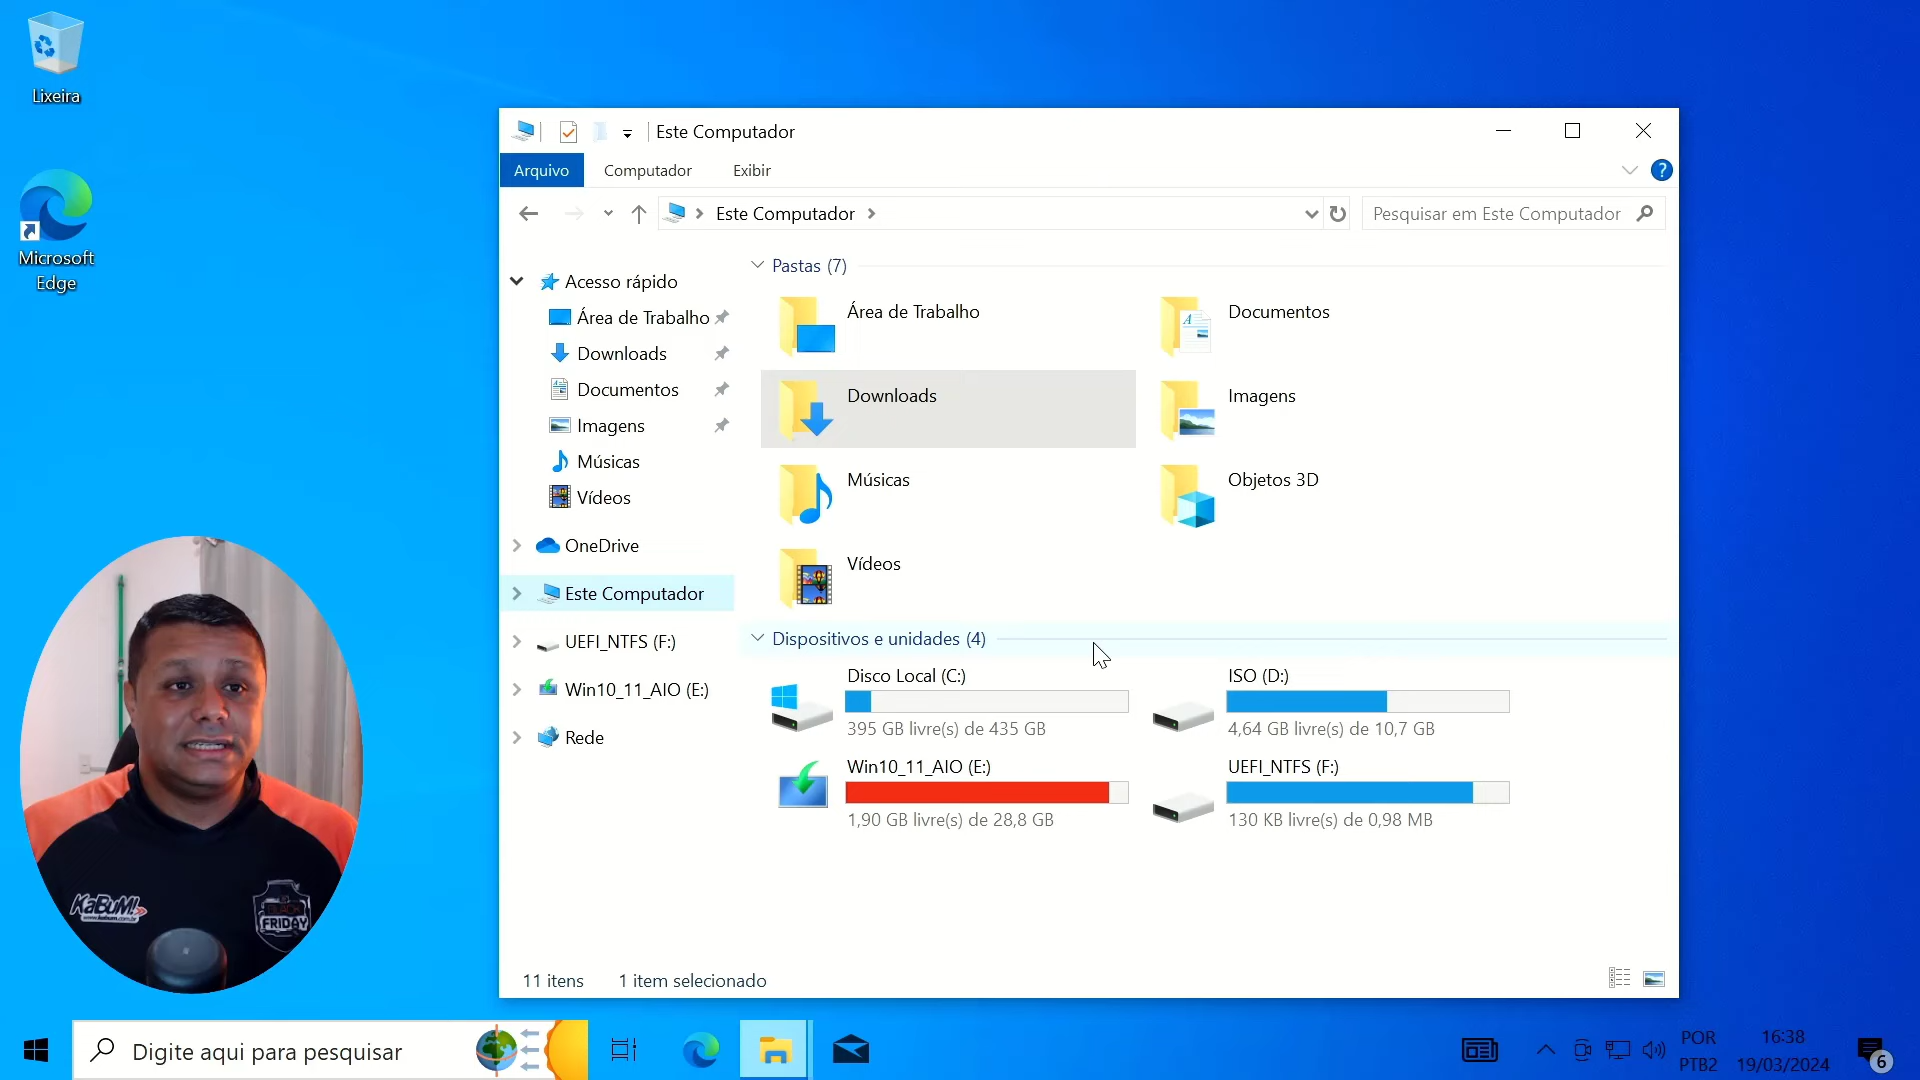 Lixeira
Microsoft
Edge
Este Computador
Arquivo
Computador
Exibir
?
Este Computador
Pesquisar em Este Computador
Acesso rápido
Área de Trabalho
Downloads
Documentos
Imagens
Músicas
Vídeos
OneDrive
Este Computador
UEFI_NTFS (F:)
Win10_11_AIO (E:)
Rede
Pastas (7)
Área de Trabalho
Documentos
Downloads
Imagens
Músicas
Objetos 3D
Vídeos
Dispositivos e unidades (4)
Disco Local (C:)
395 GB livre(s) de 435 GB
ISO (D:)
4,64 GB livre(s) de 10,7 GB
Win10_11_AIO (E:)
1,90 GB livre(s) de 28,8 GB
UEFI_NTFS (F:)
130 KB livre(s) de 0,98 MB
11 itens
1 item selecionado
KaBuM!
www.kabum.com.br
BLACK
FRIDAY
Digite aqui para pesquisar
POR
PTB2
16:38
19/03/2024
6